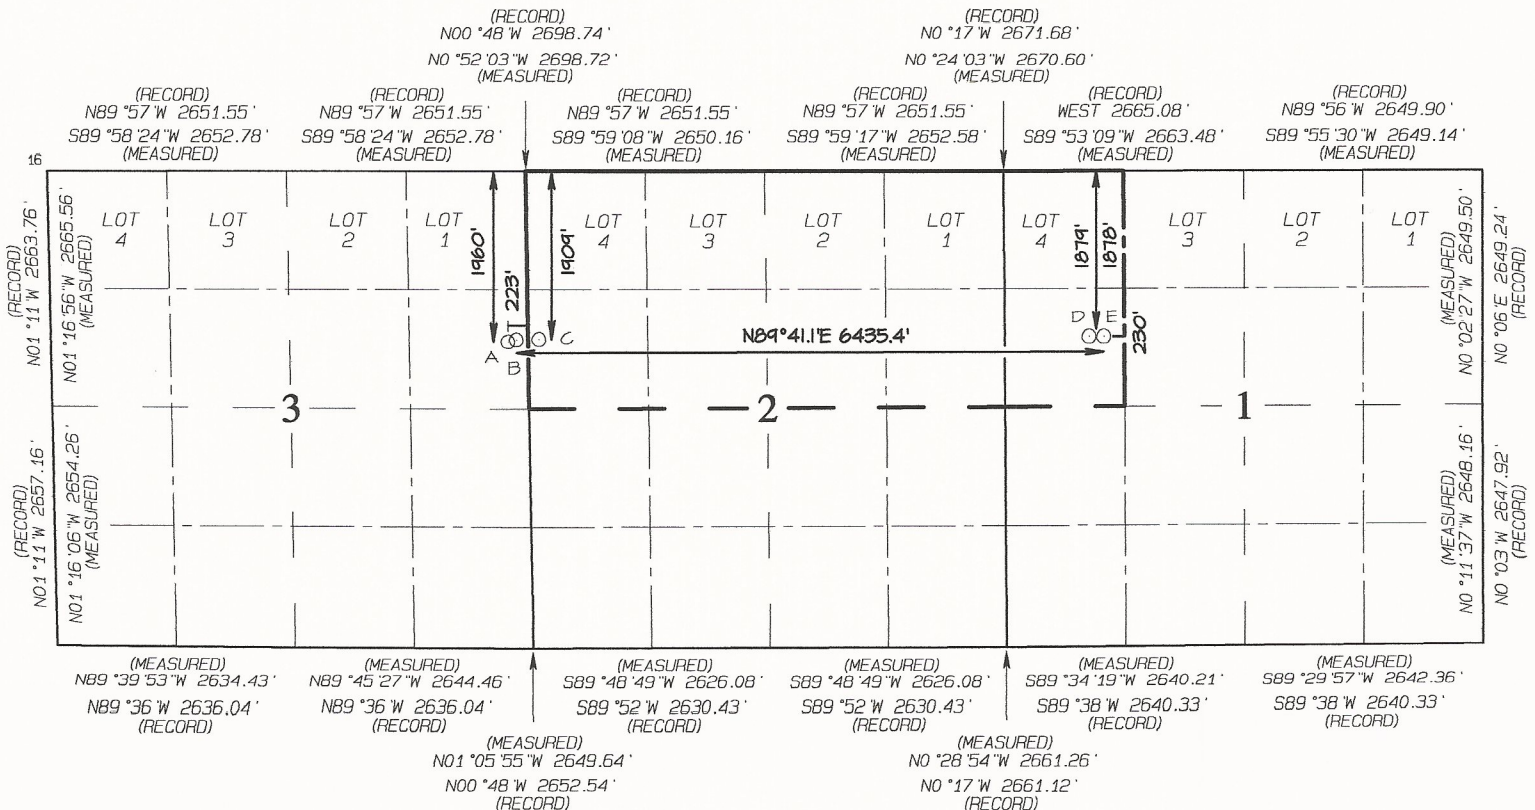 (RECORD)
N00°48'W 2698.74'
N0°52'03"W 2698.72'
(MEASURED)
(RECORD)
N0°17'W 2671.68'
N0°24'03"W 2670.60'
(MEASURED)
(RECORD)
N89°57'W 2651.55'
S89°58'24"W 2652.78'
(MEASURED)
(RECORD)
N89°57'W 2651.55'
S89°58'24"W 2652.78'
(MEASURED)
(RECORD)
N89°57'W 2651.55'
S89°59'08"W 2650.16'
(MEASURED)
(RECORD)
N89°57'W 2651.55'
S89°59'17"W 2652.58'
(MEASURED)
(RECORD)
WEST 2665.08'
S89°53'09"W 2663.48'
(MEASURED)
(RECORD)
N89°56'W 2649.90'
S89°55'30"W 2649.14'
(MEASURED)
16
(RECORD)
N01°11'W 2663.76'
N01°16'56"W 2665.56'
(MEASURED)
LOT
4
LOT
3
LOT
2
LOT
1
LOT
4
LOT
3
LOT
2
LOT
1
LOT
4
LOT
3
LOT
2
LOT
1
1960'
223'
1909'
1879'
1878'
230'
A
B
C
D
E
N89°41.1'E 6435.4'
(MEASURED)
N0°02'27"W 2649.50'
N0°06'E 2649.24'
(RECORD)
3
2
1
(RECORD)
N01°11'W 2657.16'
N01°16'06"W 2654.26'
(MEASURED)
(MEASURED)
N0°11'37"W 2648.16'
N0°03'W 2647.92'
(RECORD)
(MEASURED)
N89°39'53"W 2634.43'
N89°36'W 2636.04'
(RECORD)
(MEASURED)
N89°45'27"W 2644.46'
N89°36'W 2636.04'
(RECORD)
(MEASURED)
S89°48'49"W 2626.08'
S89°52'W 2630.43'
(RECORD)
(MEASURED)
S89°48'49"W 2626.08'
S89°52'W 2630.43'
(RECORD)
(MEASURED)
S89°34'19"W 2640.21'
S89°38'W 2640.33'
(RECORD)
(MEASURED)
S89°29'57"W 2642.36'
S89°38'W 2640.33'
(RECORD)
(MEASURED)
N01°05'55"W 2649.64'
N00°48'W 2652.54'
(RECORD)
(MEASURED)
N0°28'54"W 2661.26'
N0°17'W 2661.12'
(RECORD)